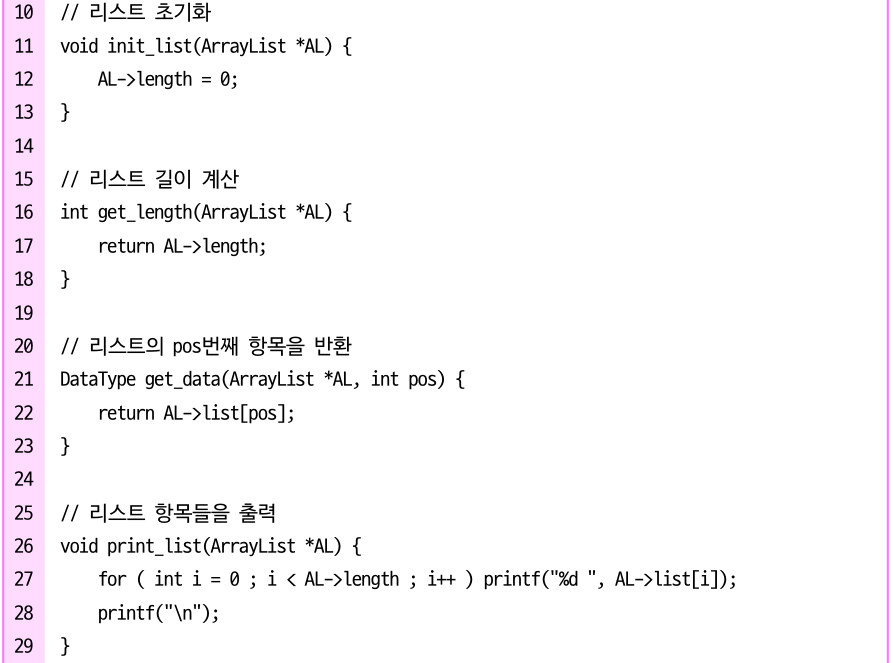 10 // 리스트 초기화
11 void init_list(ArrayList *AL) {
12     AL->length = 0;
13 }
14
15 // 리스트 길이 계산
16 int get_length(ArrayList *AL) {
17     return AL->length;
18 }
19
20 // 리스트의 pos번째 항목을 반환
21 DataType get_data(ArrayList *AL, int pos) {
22     return AL->list[pos];
23 }
24
25 // 리스트 항목들을 출력
26 void print_list(ArrayList *AL) {
27     for ( int i = 0 ; i < AL->length ; i++ ) printf("%d ", AL->list[i]);
28     printf("\n");
29 }